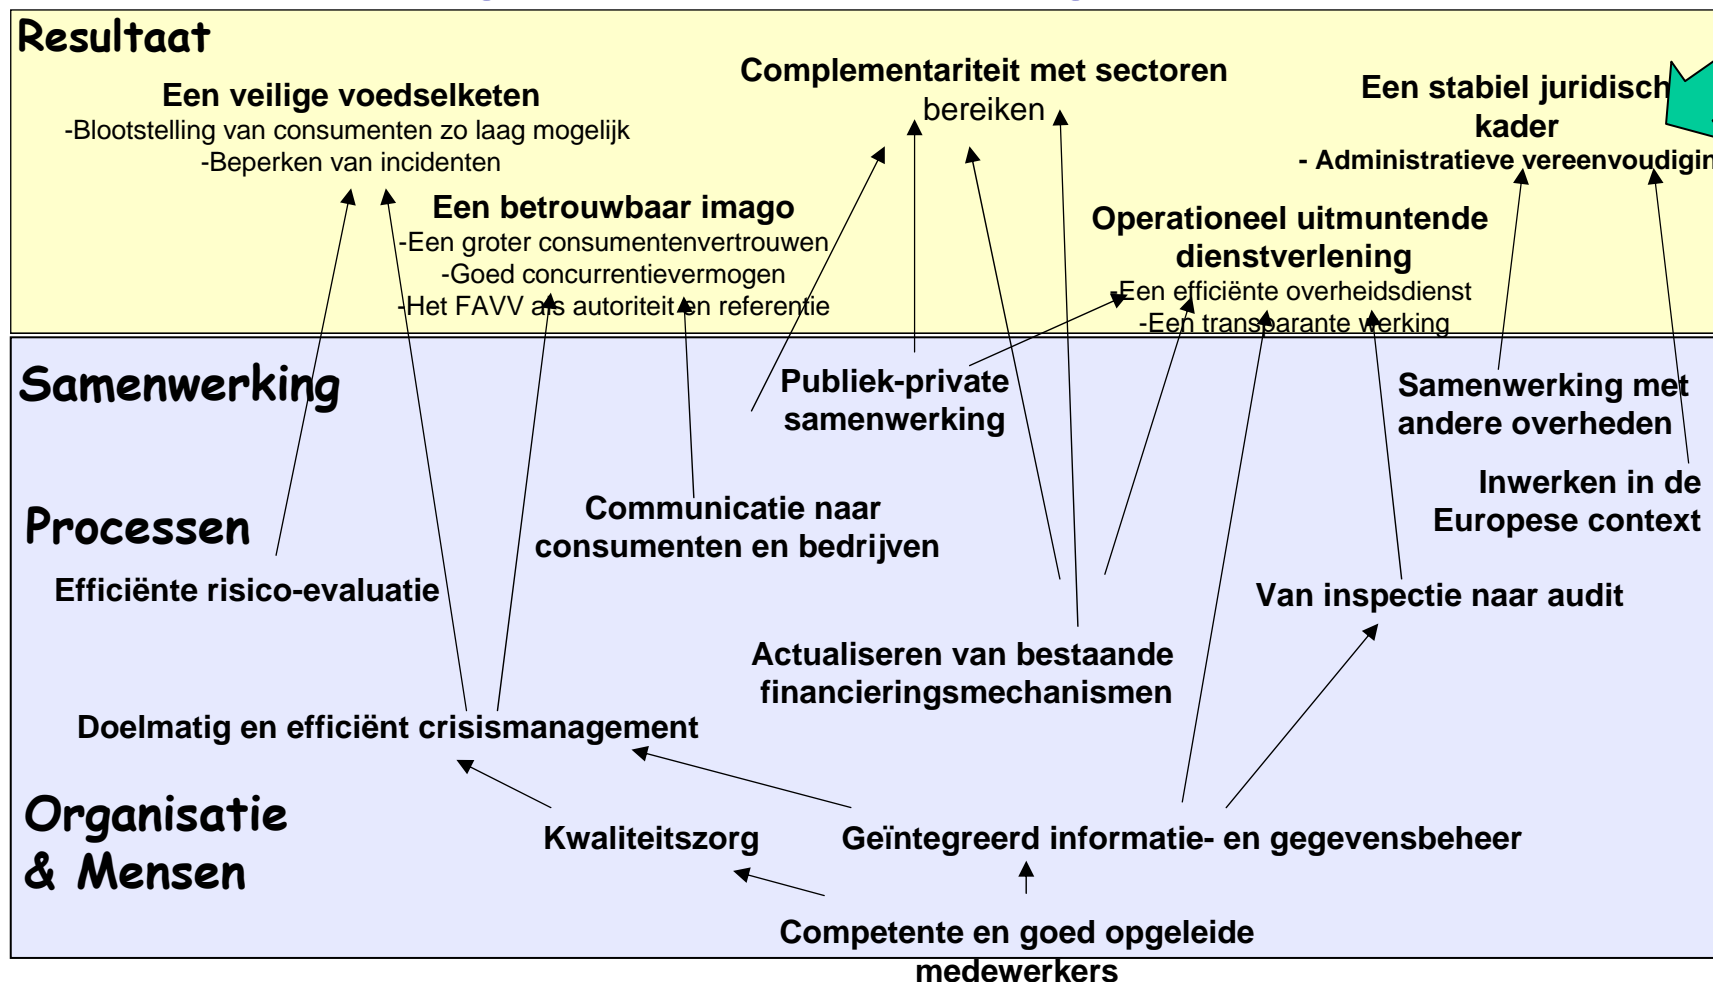 Resultaat
Een veilige voedselketen
-Blootstelling van consumenten zo laag mogelijk
-Beperken van incidenten
Een betrouwbaar imago
-Een groter consumentenvertrouwen
-Goed concurrentievermogen
-Het FAVV als autoriteit en referentie
Complementariteit met sectoren
bereiken
Operationeel uitmuntende
dienstverlening
-Een efficiënte overheidsdienst
-Een transparante werking
Een stabiel juridisch
kader
- Administratieve vereenvoudigin
Samenwerking
Publiek-private
samenwerking
Samenwerking met
andere overheden
Inwerken in de
Europese context
Processen
Communicatie naar
consumenten en bedrijven
Efficiënte risico-evaluatie
Van inspectie naar audit
Actualiseren van bestaande
financieringsmechanismen
Doelmatig en efficiënt crisismanagement
Organisatie
& Mensen
Kwaliteitszorg
Geïntegreerd informatie- en gegevensbeheer
Competente en goed opgeleide
medewerkers